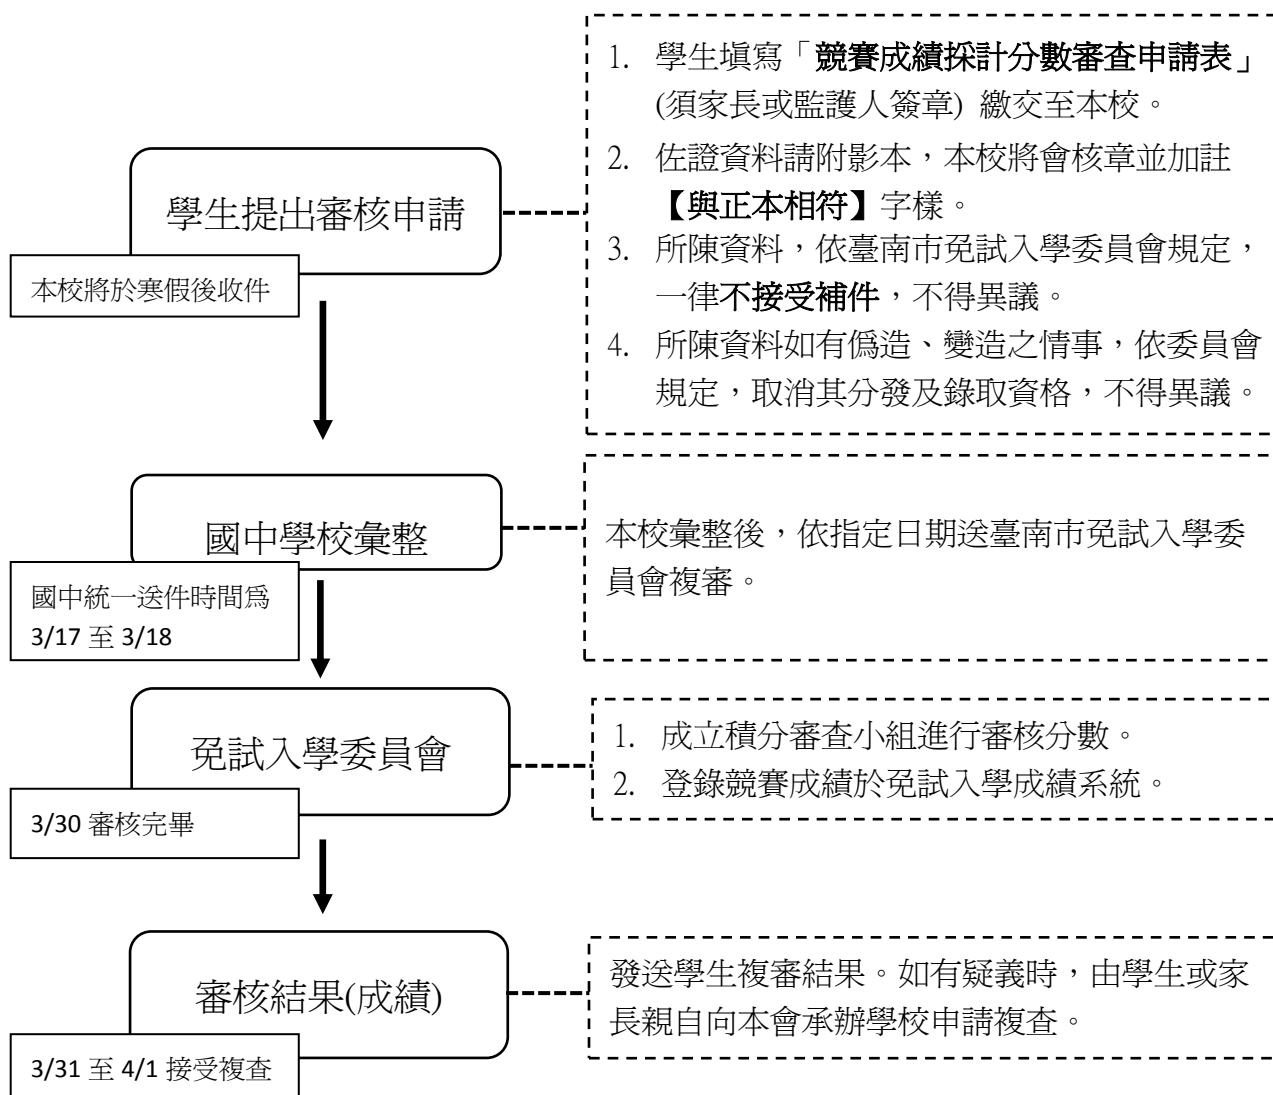 1. 學生填寫「競賽成績採計分數審查申請表」
(須家長或監護人簽章) 繳交至本校。
2. 佐證資料請附影本，本校將會核章並加註
【與正本相符】字樣。
3. 所陳資料，依臺南市免試入學委員會規定，
一律不接受補件，不得異議。
4. 所陳資料如有偽造、變造之情事，依委員會
規定，取消其分發及錄取資格，不得異議。
學生提出審核申請
本校將於寒假後收件
國中學校彙整
國中統一送件時間為
3/17 至 3/18
本校彙整後，依指定日期送臺南市免試入學委
員會複審。
免試入學委員會
3/30 審核完畢
1. 成立積分審查小組進行審核分數。
2. 登錄競賽成績於免試入學成績系統。
審核結果(成績)
3/31 至 4/1 接受複查
發送學生複審結果。如有疑義時，由學生或家
長親自向本會承辦學校申請複查。